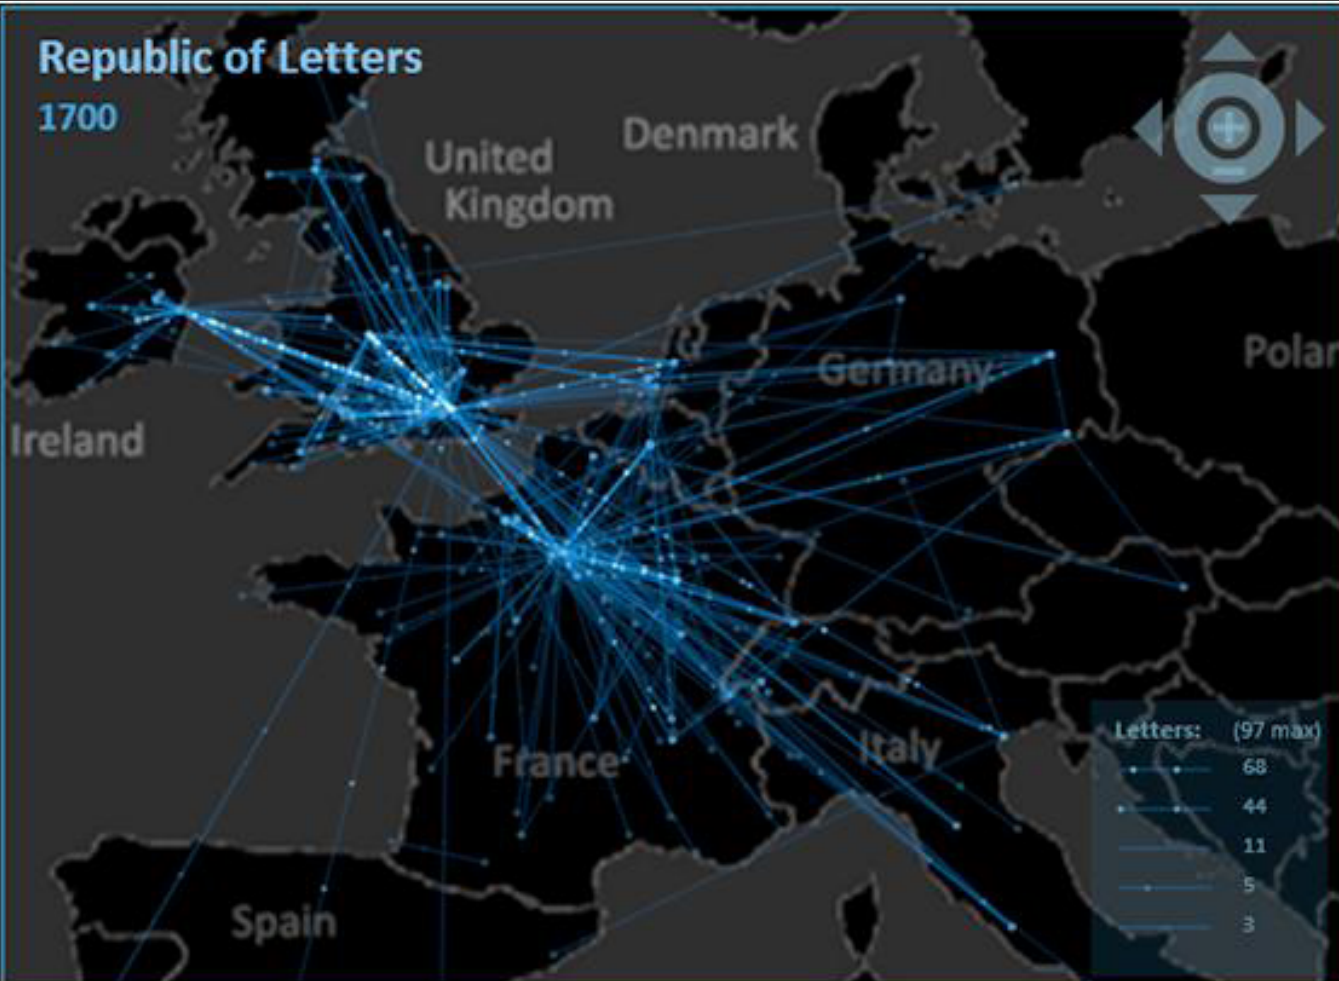 Republic of Letters
1700
United
Kingdom
Denmark
Germany
Polar
Ireland
France
Italy
Spain
Letters: (97 max)
68
44
11
5
3